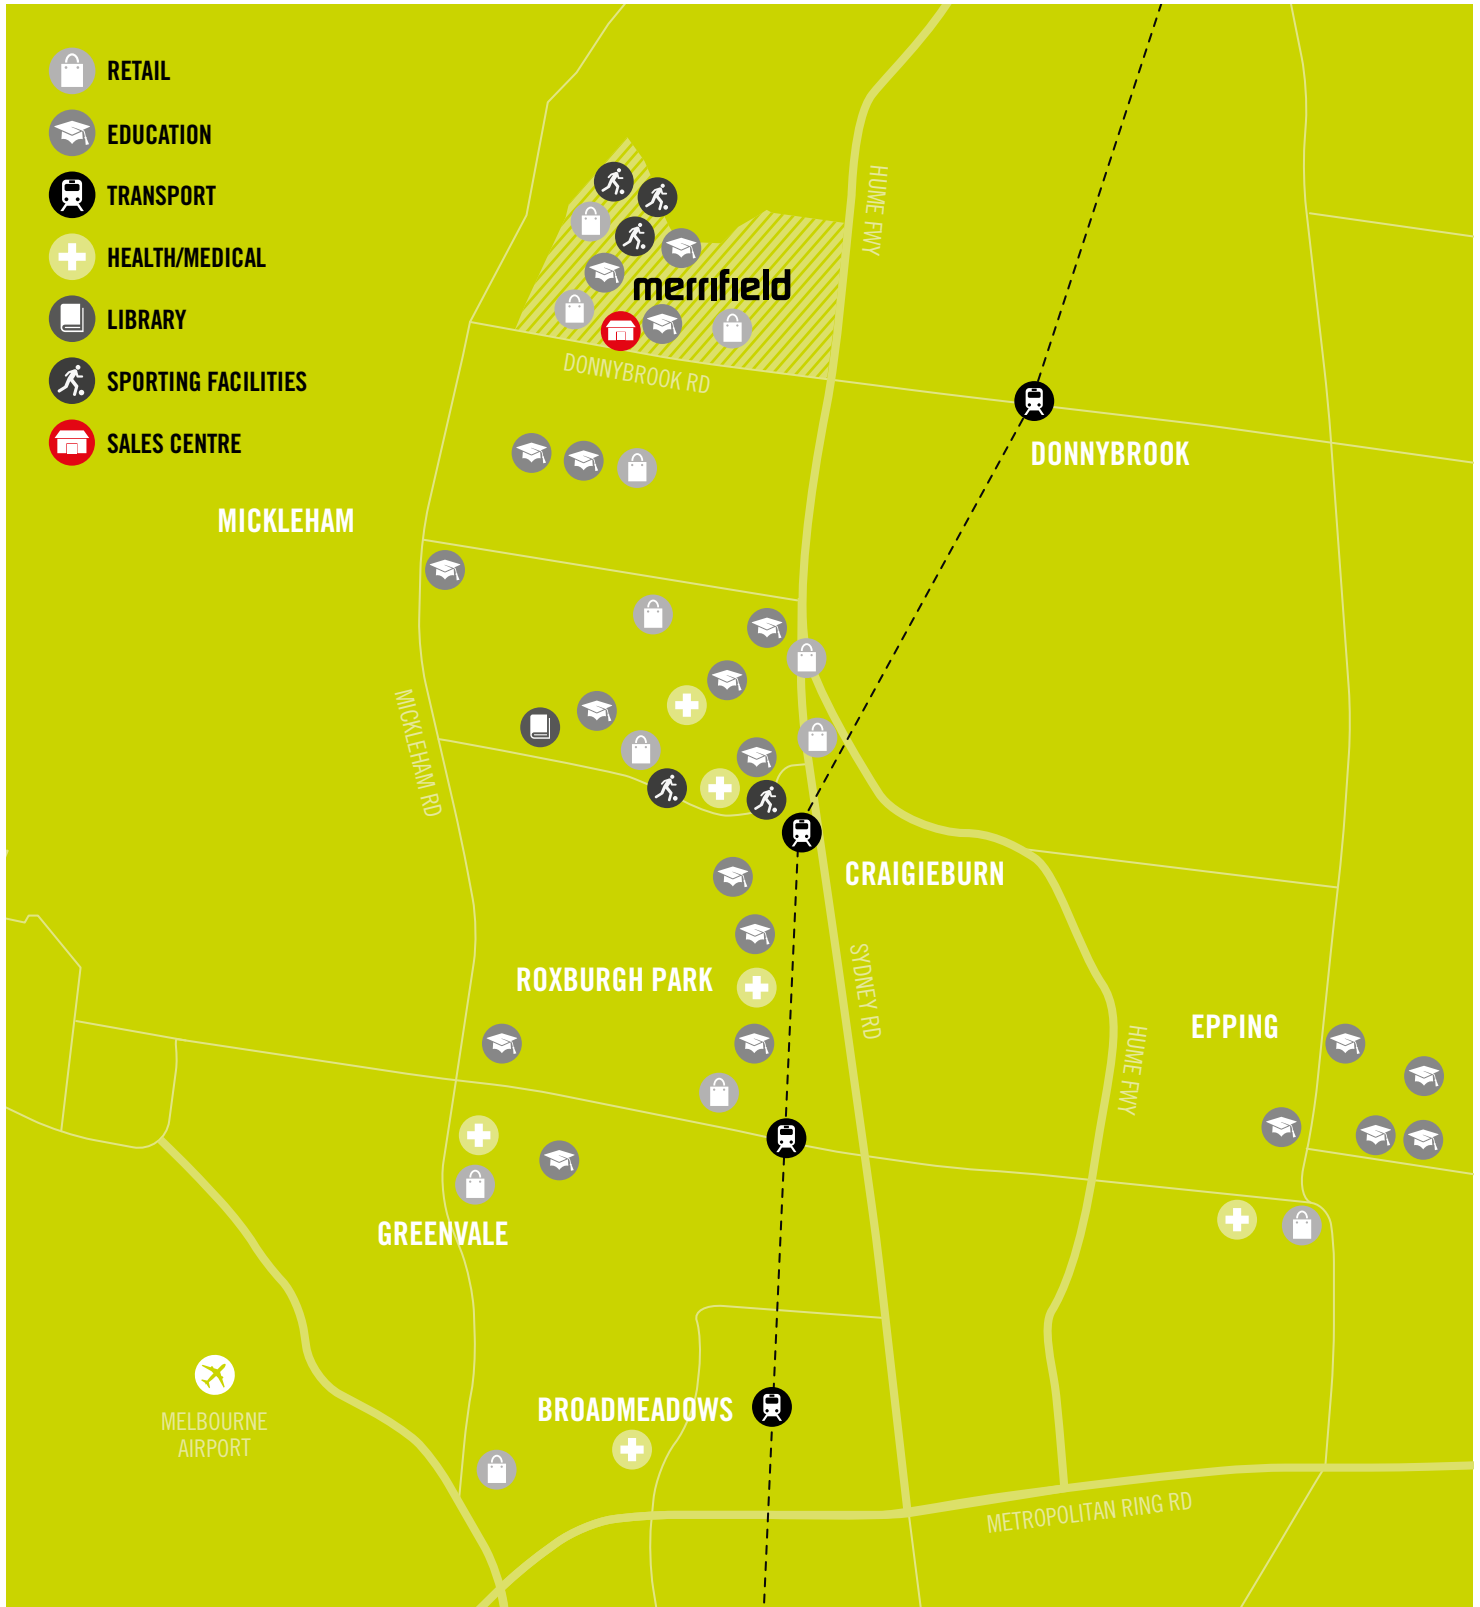 RETAIL
EDUCATION
TRANSPORT
HEALTH/MEDICAL
LIBRARY
SPORTING FACILITIES
SALES CENTRE
HUME FWY
merrifield
DONNYBROOK RD
DONNYBROOK
MICKLEHAM
MICKLEHAM RD
CRAIGIEBURN
SYDNEY RD
ROXBURGH PARK
EPPING
HUME FWY
GREENVALE
MELBOURNE
AIRPORT
BROADMEADOWS
METROPOLITAN RING RD